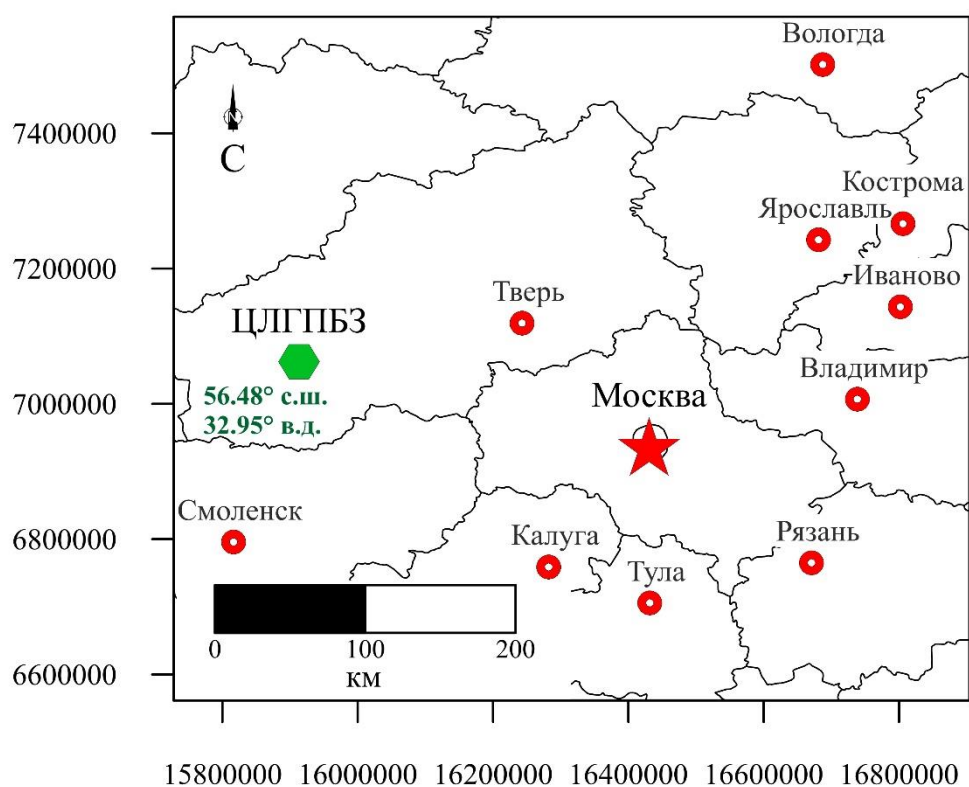 Вологда
7400000
N
С
Кострома
Ярославль
7200000
Иваново
Тверь
ЦЛГПБЗ
Владимир
56.48° с.ш.
Москва
7000000
32.95° в.д.
Смоленск
6800000
Калуга
Рязань
Тула
0
100
200
км
6600000
15800000 16000000 16200000 16400000 16600000 16800000